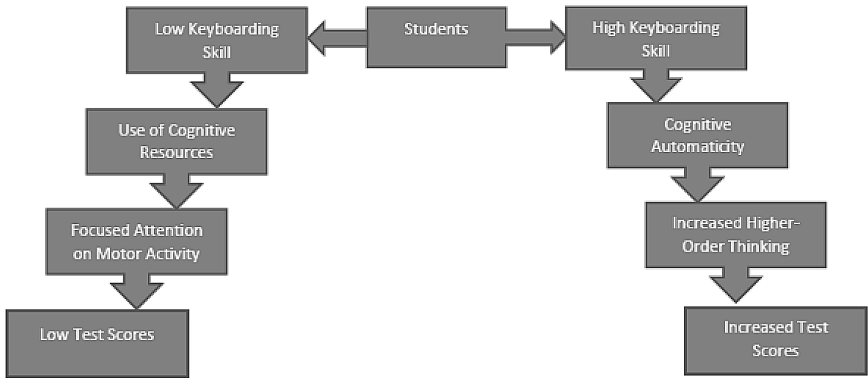 Low Keyboarding
Skill
Students
High Keyboarding
Skill
Use of Cognitive
Resources
Cognitive
Automaticity
Focused Attention
on Motor Activity
Increased Higher-
Order Thinking
Low Test Scores
Increased Test
Scores